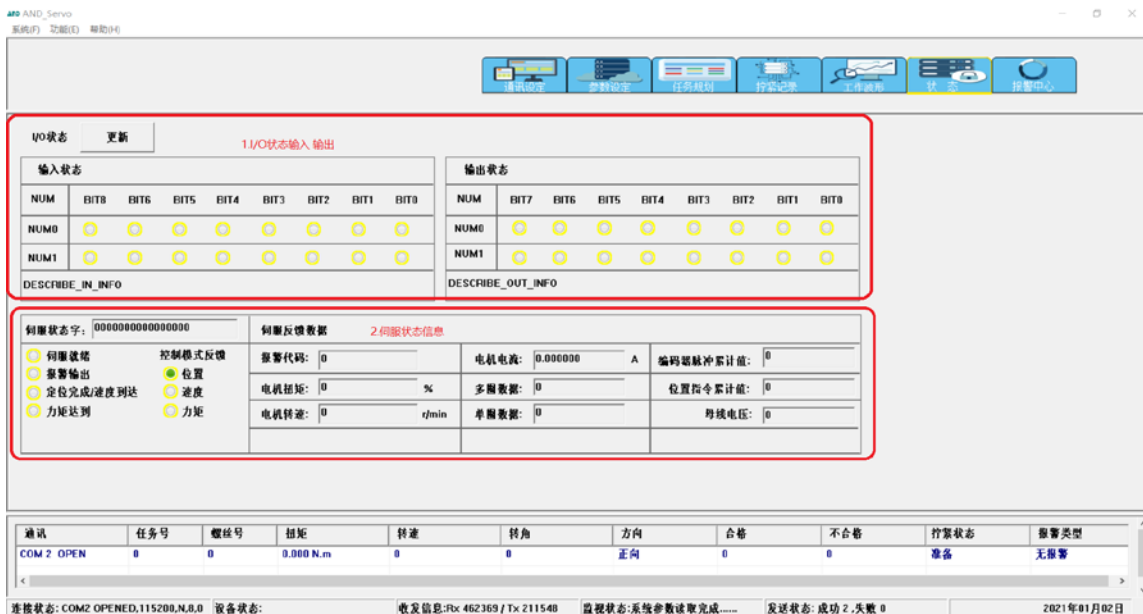 AND_Servo
系统(F) 功能(E) 帮助(H)
通讯设定 参数设定 任务规划 拧紧记录 工作波形 状 态 报警中心
I/O状态 更新 1.I/O状态输入 输出
输入状态 输出状态
NUM BIT8 BIT6 BIT5 BIT4 BIT3 BIT2 BIT1 BIT0 NUM BIT7 BIT6 BIT5 BIT4 BIT3 BIT2 BIT1 BIT0
NUM0 NUM0
NUM1 NUM1
DESCRIBE_IN_INFO DESCRIBE_OUT_INFO
伺服状态字: 0000000000000000 伺服反馈数据 2.伺服状态信息
伺服就绪 控制模式反馈 报警代码: 0 电机电流: 0.000000 A 编码器脉冲累计值: 0
报警输出 位置
定位完成/速度到达 速度 电机扭矩: 0 % 多圈数据: 0 位置指令累计值: 0
力矩达到 力矩 电机转速: 0 r/min 单圈数据: 0 母线电压: 0
通讯 任务号 螺丝号 扭矩 转速 转角 方向 合格 不合格 拧紧状态 报警类型
COM 2 OPEN 0 0 0.000 N.m 0 0 正向 0 0 准备 无报警
连接状态: COM2 OPENED,115200,N,8,0 设备状态: 收发信息:Rx 462369 / Tx 211548 监视状态:系统参数读取完成...... 发送状态: 成功 2 ,失败 0 2021年01月02日